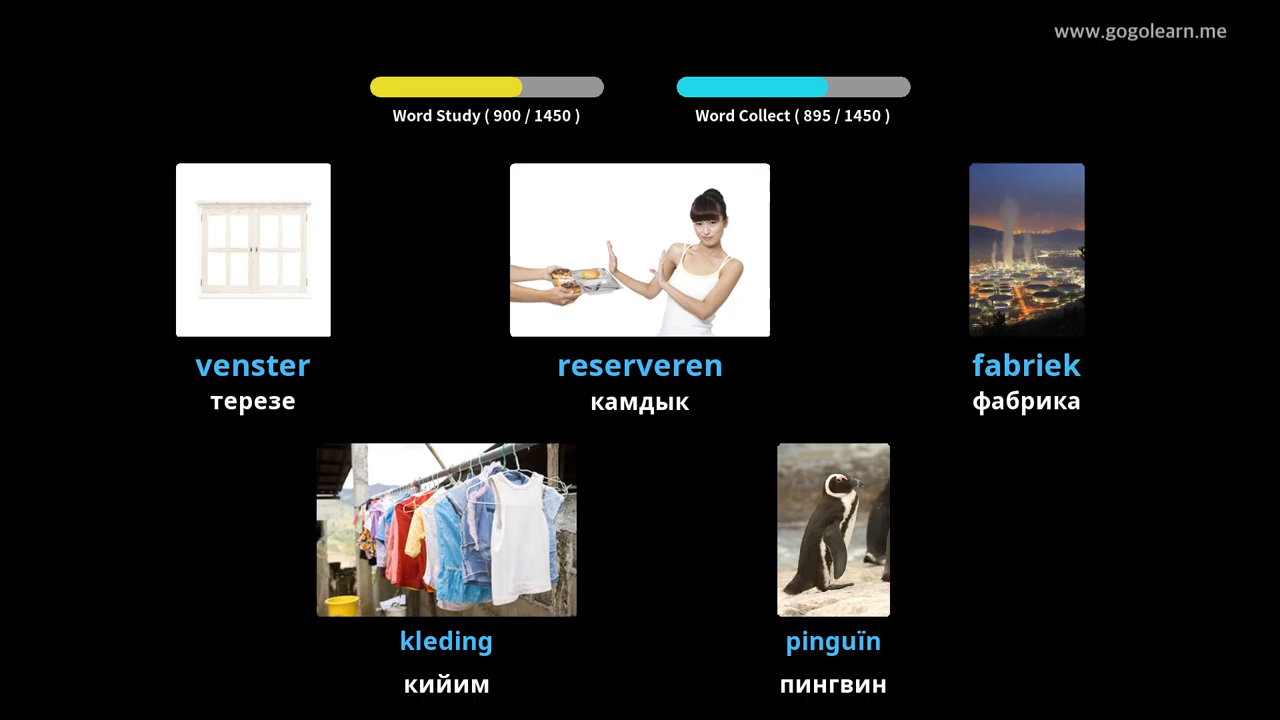 www.gogolearn.me
Word Study ( 900 / 1450 )
Word Collect ( 895 / 1450 )
venster
reserveren
fabriek
терезе
камдык
фабрика
kleding
pinguïn
кийим
пингвин